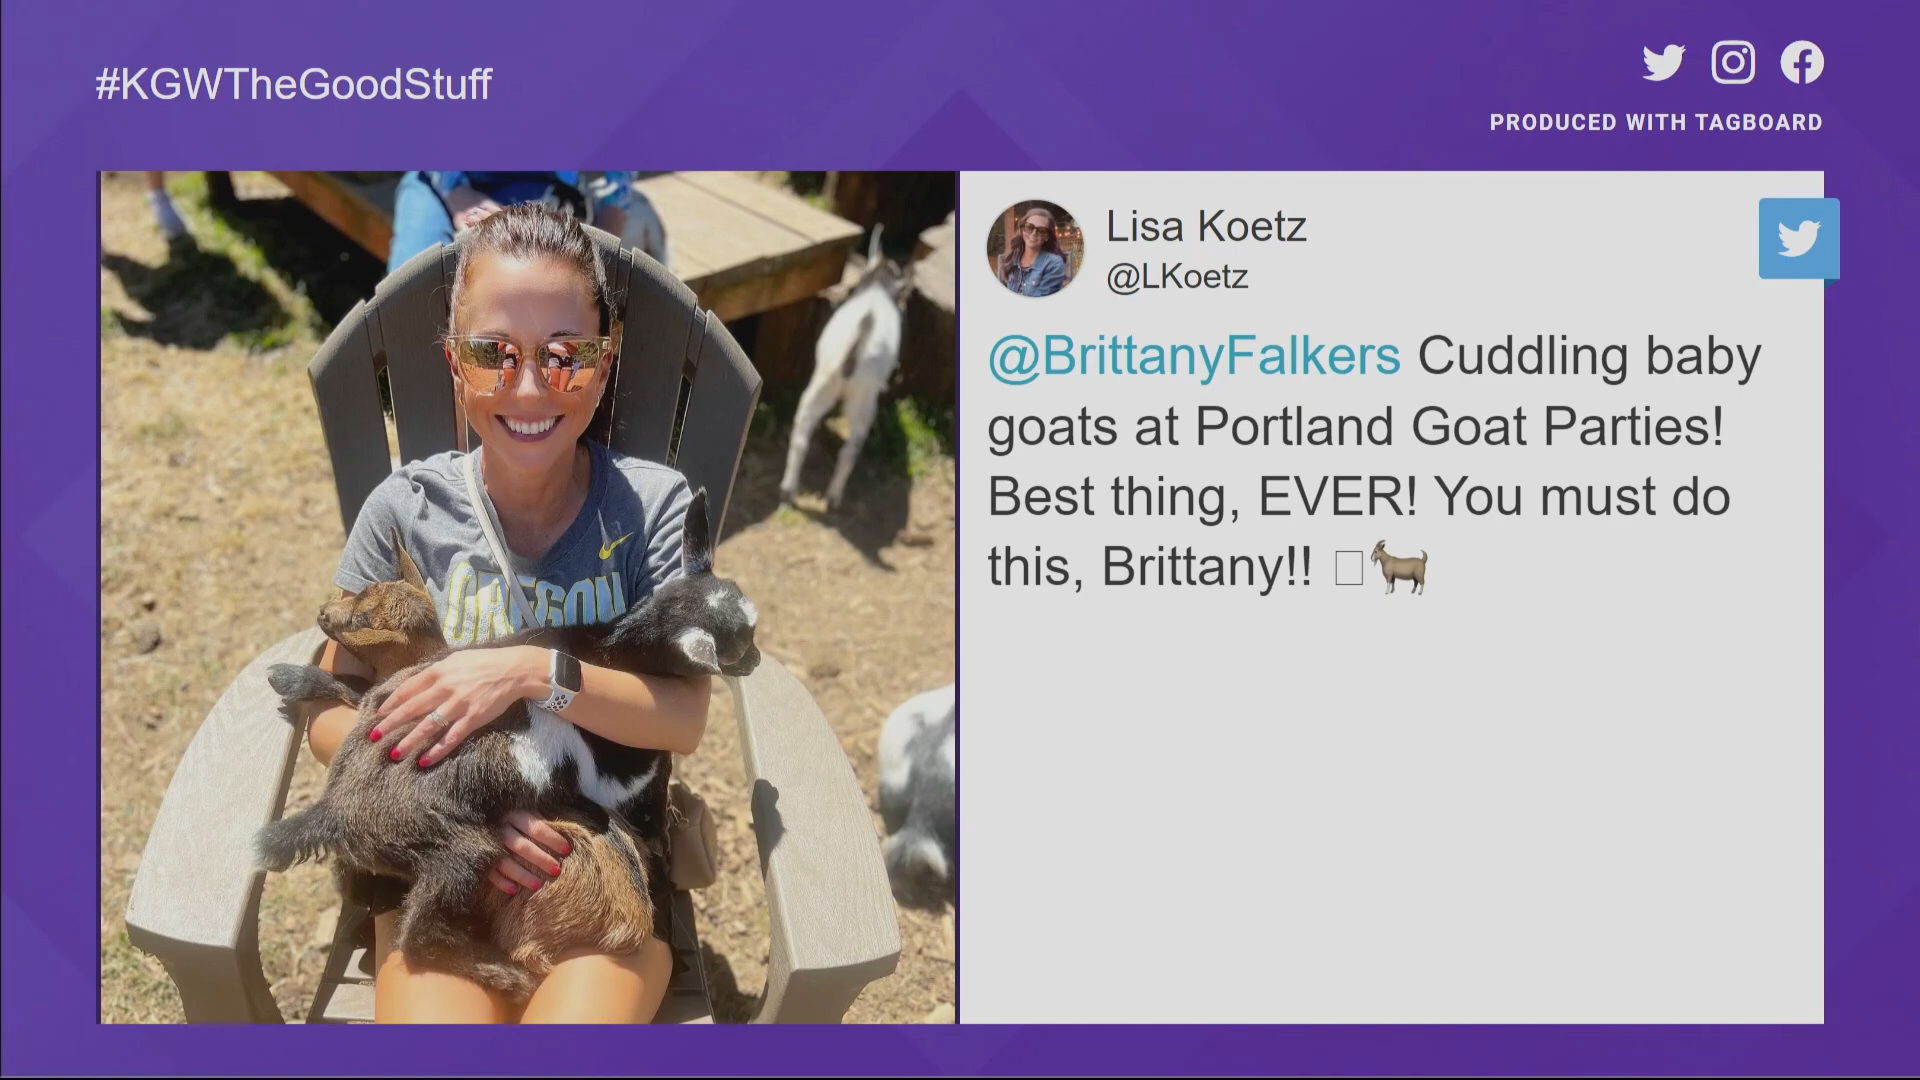 #KGWTheGoodStuff
PRODUCED WITH TAGBOARD
Lisa Koetz
@LKoetz
@BrittanyFalkers Cuddling baby
goats at Portland Goat Parties!
Best thing, EVER! You must do
this, Brittany!! 🐐
OREGON